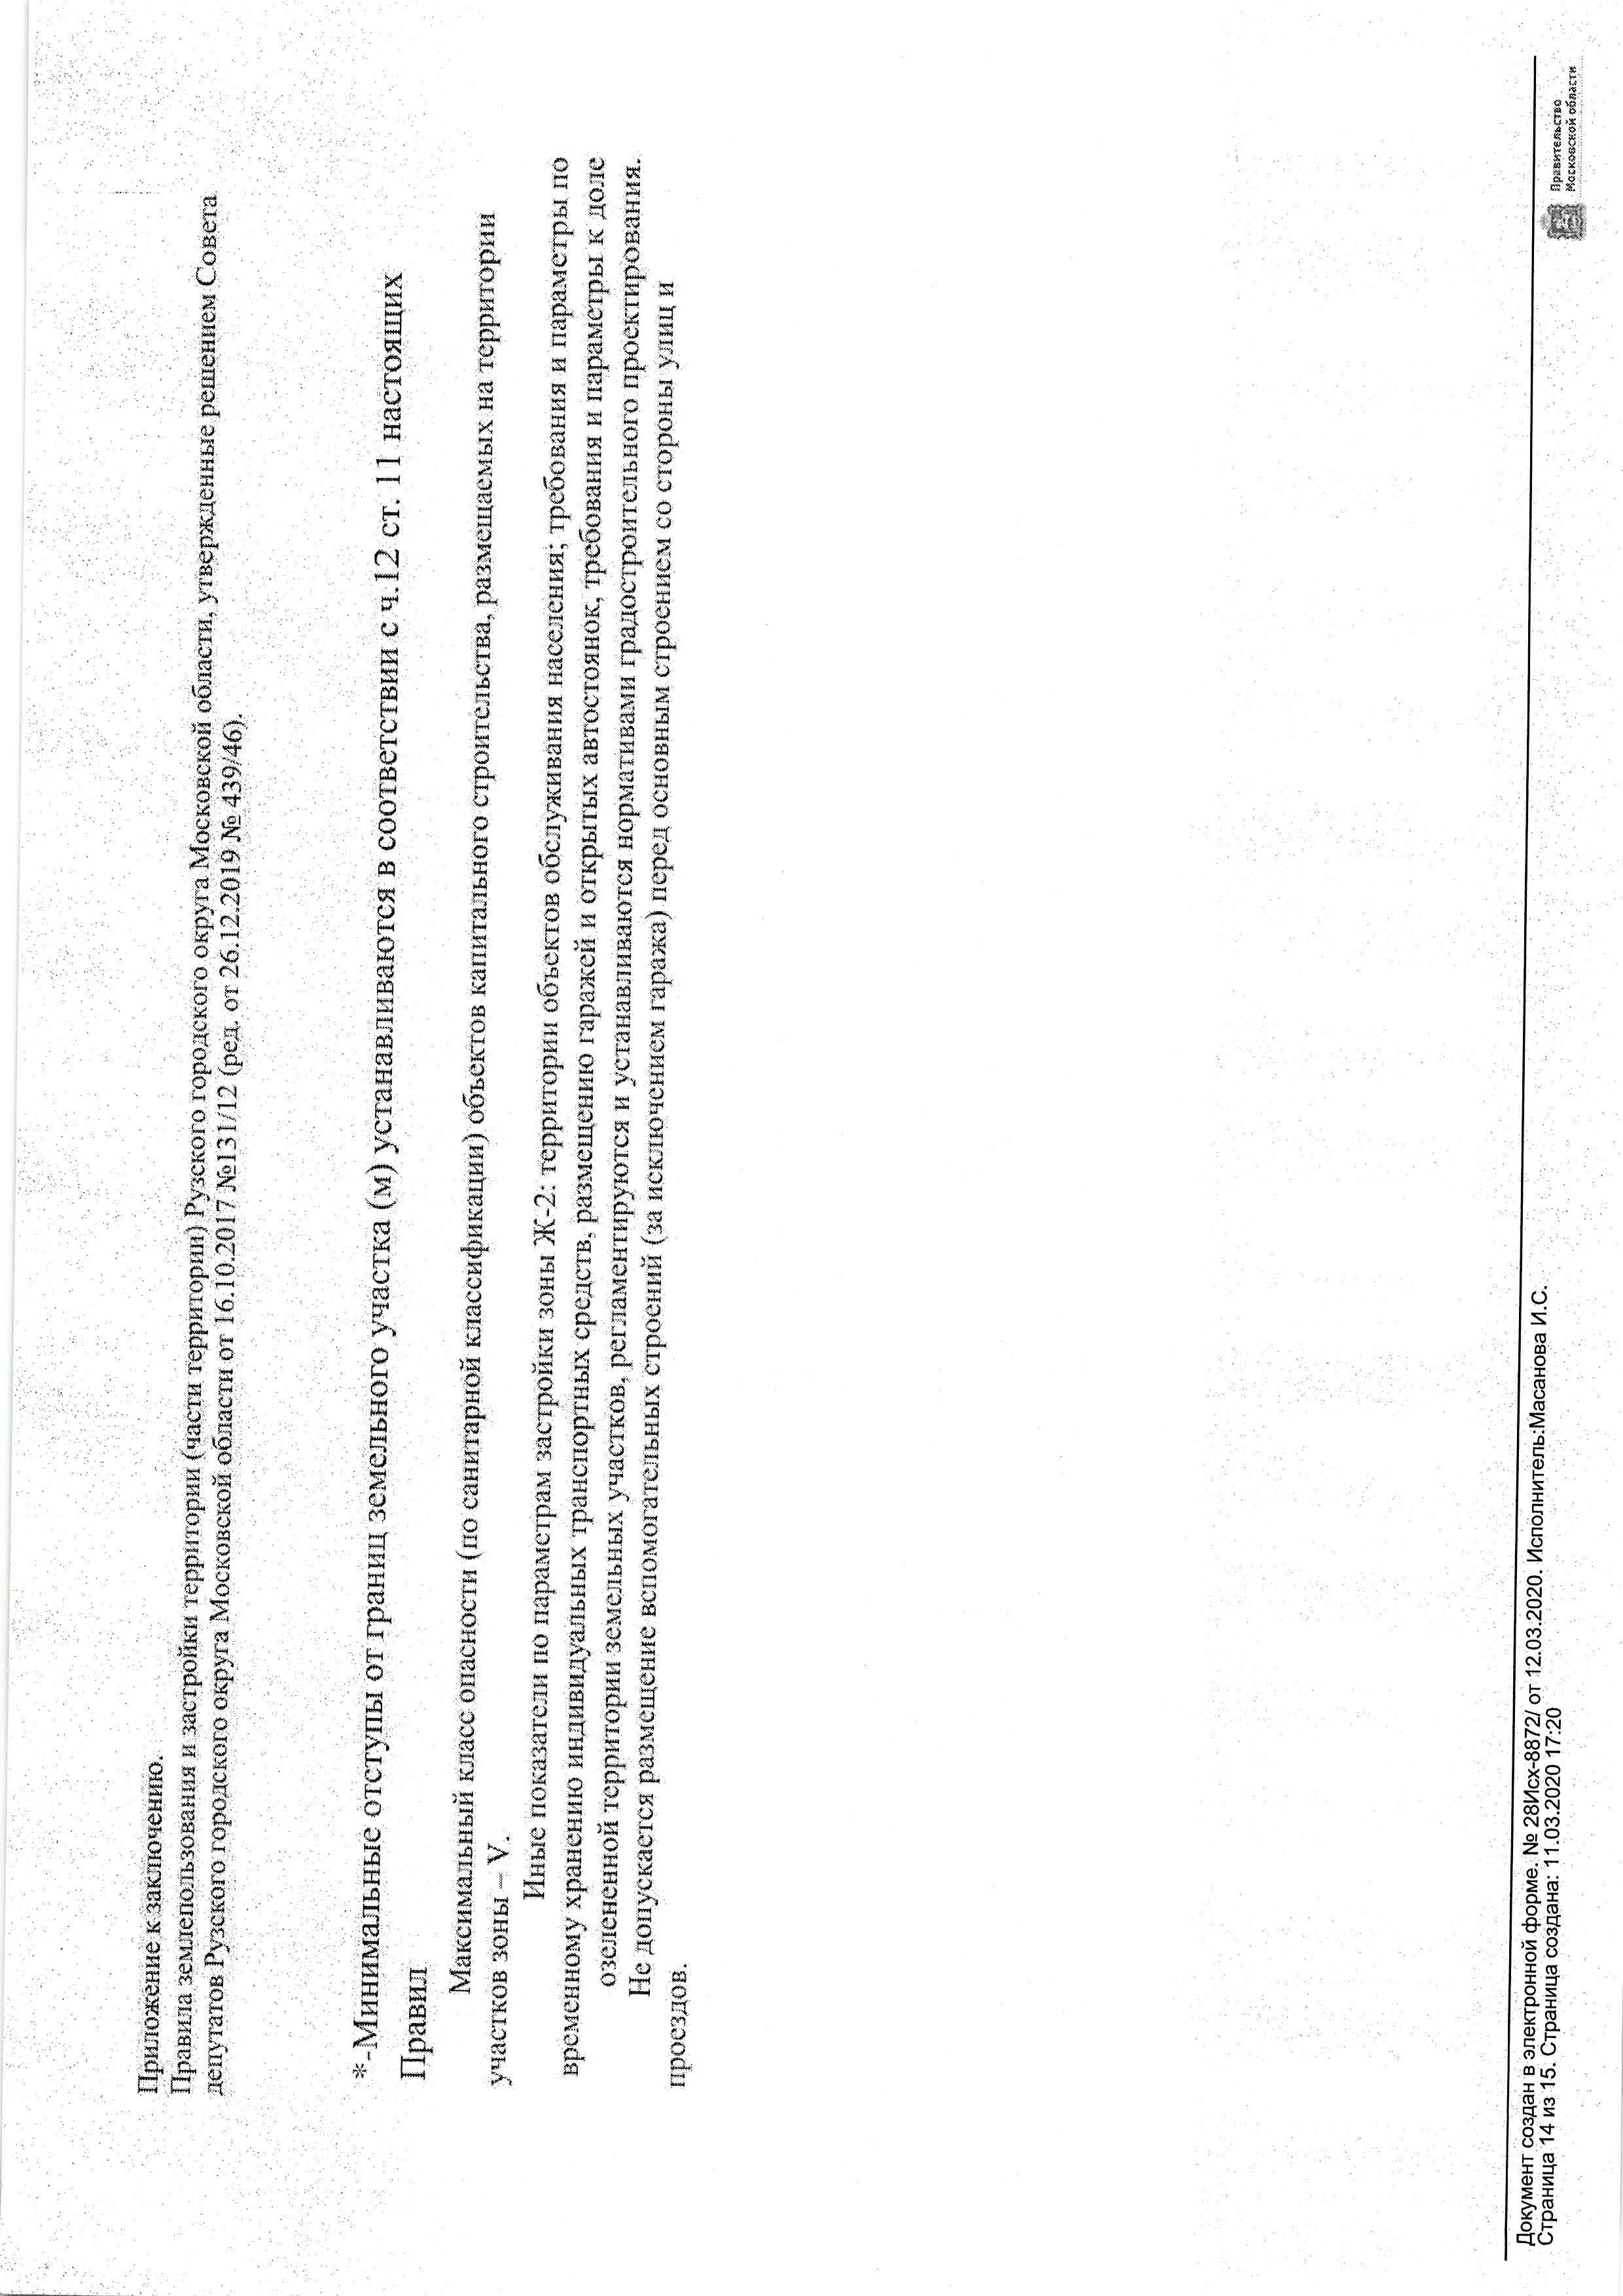 Приложение к заключению.
Правила землепользования и застройки территории (части территории) Рузского городского округа Московской области, утвержденные решением Совета
депутатов Рузского городского округа Московской области от 16.10.2017 №131/12 (ред. от 26.12.2019 № 439/46).
*-Минимальные отступы от границ земельного участка (м) устанавливаются в соответствии с ч.12 ст. 11 настоящих
Правил
Максимальный класс опасности (по санитарной классификации) объектов капитального строительства, размещаемых на территории
участков зоны – V.
Иные показатели по параметрам застройки зоны Ж-2: территории объектов обслуживания населения; требования и параметры по
временному хранению индивидуальных транспортных средств, размещению гаражей и открытых автостоянок, требования и параметры к доле
озелененной территории земельных участков, регламентируются и устанавливаются нормативами градостроительного проектирования.
Не допускается размещение вспомогательных строений (за исключением гаража) перед основным строением со стороны улиц и
проездов.
Документ создан в электронной форме. № 28Исх-8872/ от 12.03.2020. Исполнитель:Масанова И.С.
Страница 14 из 15. Страница создана: 11.03.2020 17:20
Правительство
Московской области